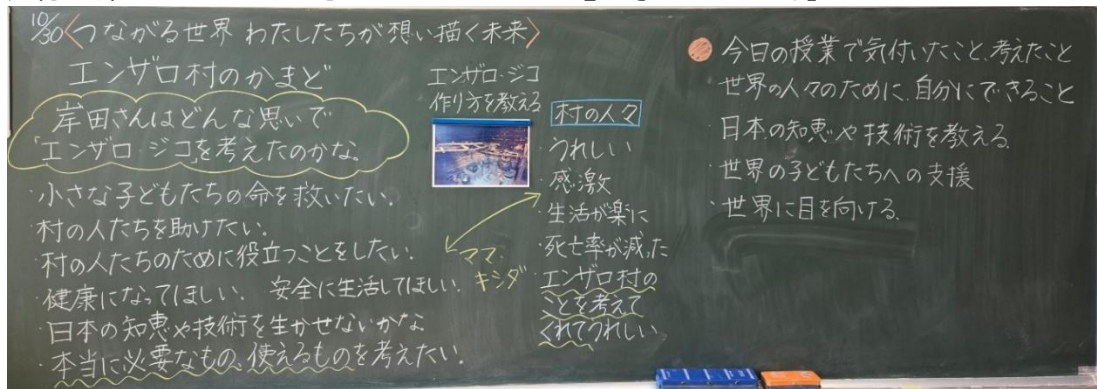 10/30 〈つながる世界 わたしたちが想い描く未来〉
エンザロ村のかまど
岸田さんはどんな思いで
「エンザロ・ジコ」を考えたのかな。
・小さな子どもたちの命を救いたい。
・村の人たちを助けたい。
・村の人たちのために役立つことをしたい。
・健康になってほしい。 安全に生活してほしい。
・日本の知恵や技術を生かせないかな
・本当に必要なもの、使えるものを考えたい。
エンザロ・ジコ
作り方を教える
ママ・
キシダ
村の人々
・うれしい
・感激
・生活が楽に
・死亡率が減った
・エンザロ村の
ことを考えて
くれてうれしい
今日の授業で気付いたこと、考えたこと
世界の人々のために、自分にできること
・日本の知恵や技術を教える。
・世界の子どもたちへの支援
・世界に目を向ける。